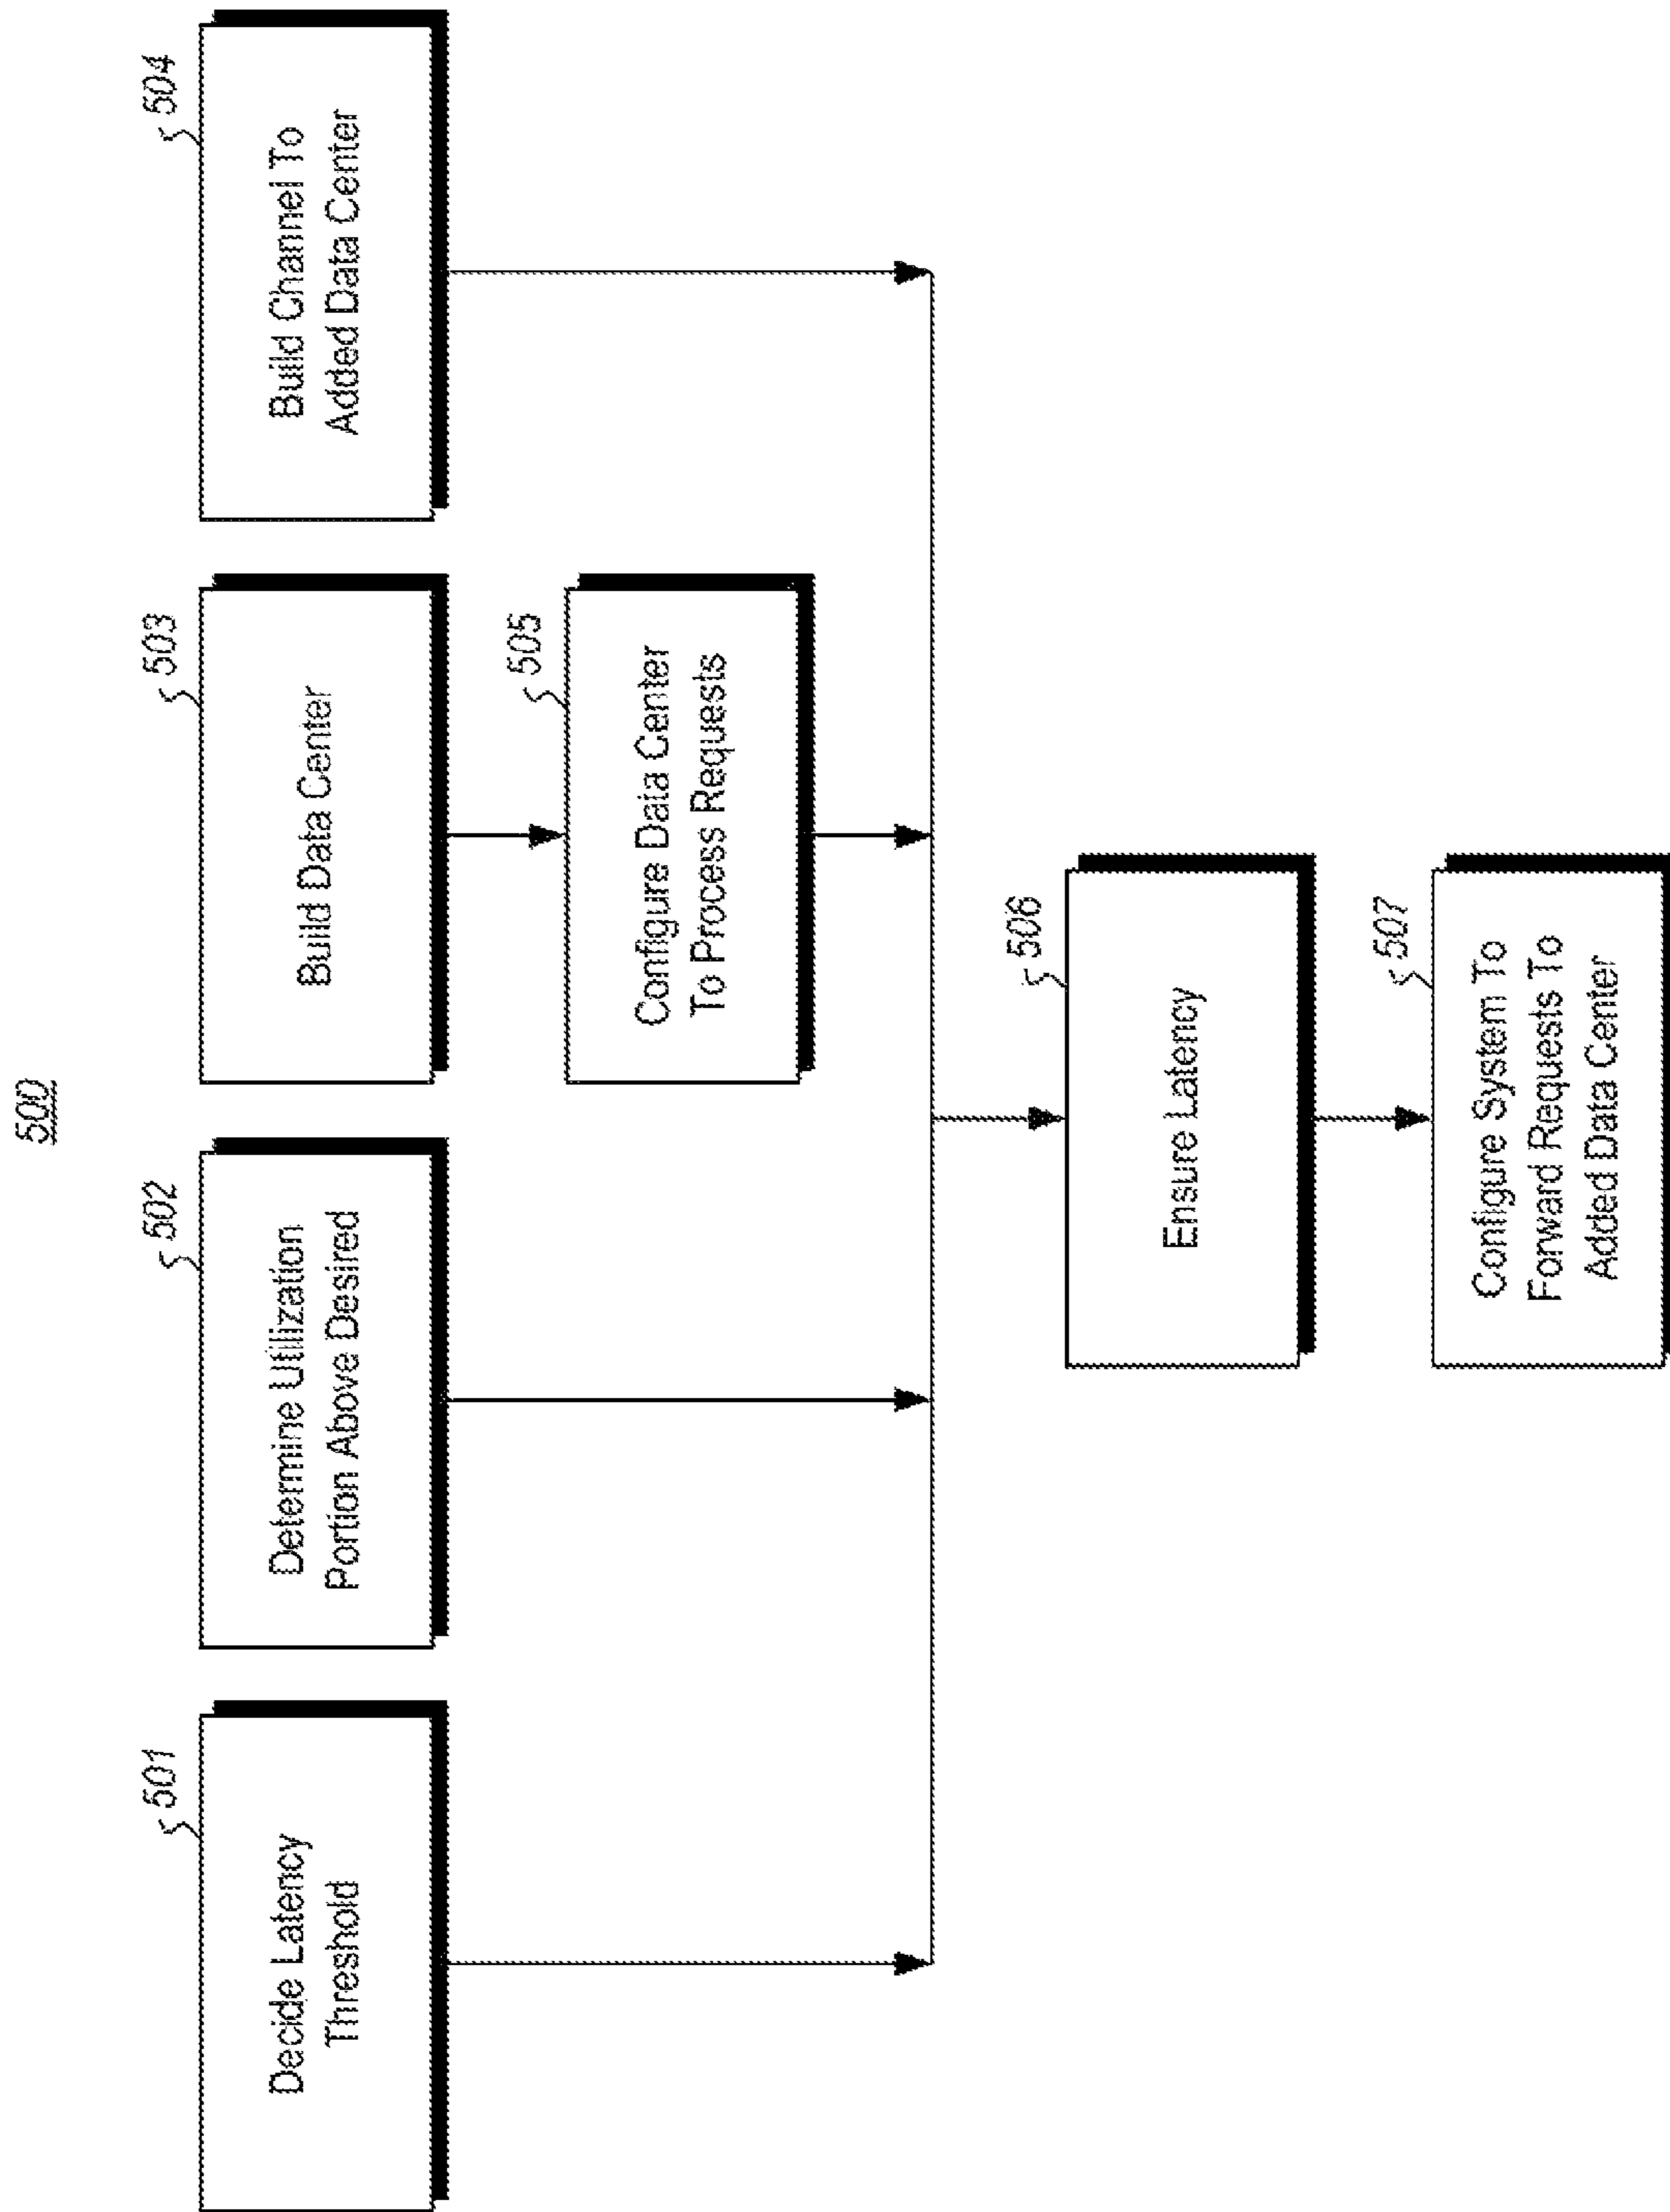 500
501
Decide Latency
Threshold
502
Determine Utilization
Portion Above Desired
503
Build Data Center
504
Build Channel To
Added Data Center
505
Configure Data Center
To Process Requests
506
Ensure Latency
507
Configure System To
Forward Requests To
Added Data Center